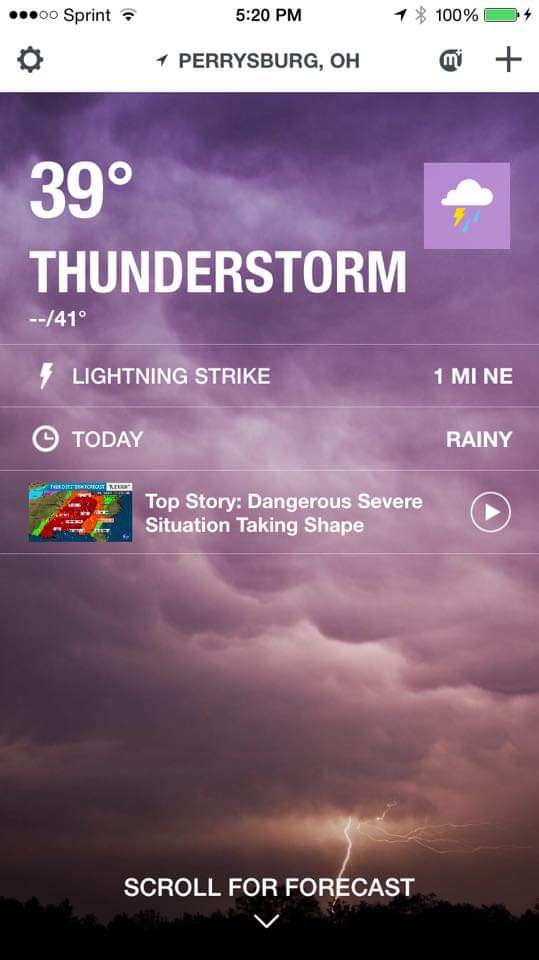 Sprint 5:20 PM 100%
PERRYSBURG, OH
39°
THUNDERSTORM
--/41°
LIGHTNING STRIKE 1 MI NE
TODAY RAINY
Top Story: Dangerous Severe
Situation Taking Shape
SCROLL FOR FORECAST